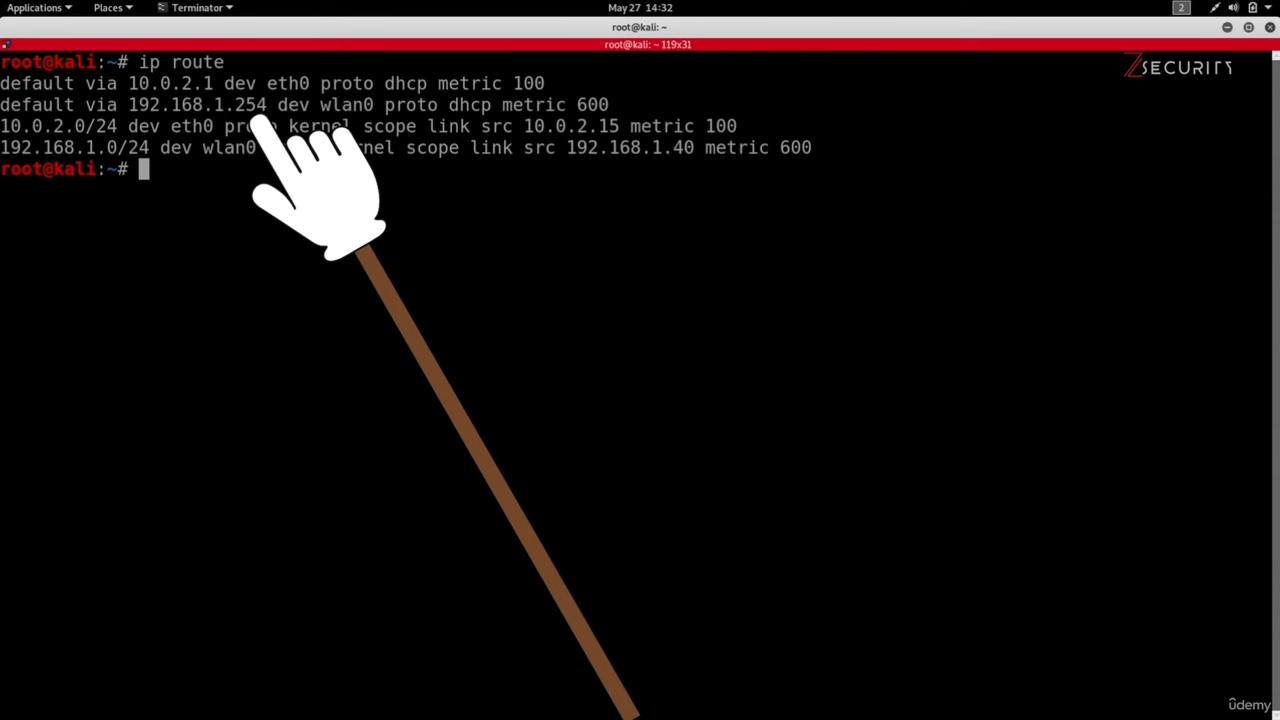 Applications Places Terminator May 27 14:32 2
root@kali: ~
root@kali: ~ 119x31
root@kali:~# ip route
ZSECURITY
default via 10.0.2.1 dev eth0 proto dhcp metric 100
default via 192.168.1.254 dev wlan0 proto dhcp metric 600
10.0.2.0/24 dev eth0 proto kernel scope link src 10.0.2.15 metric 100
192.168.1.0/24 dev wlan0 nel scope link src 192.168.1.40 metric 600
root@kali:~#
ûdemy